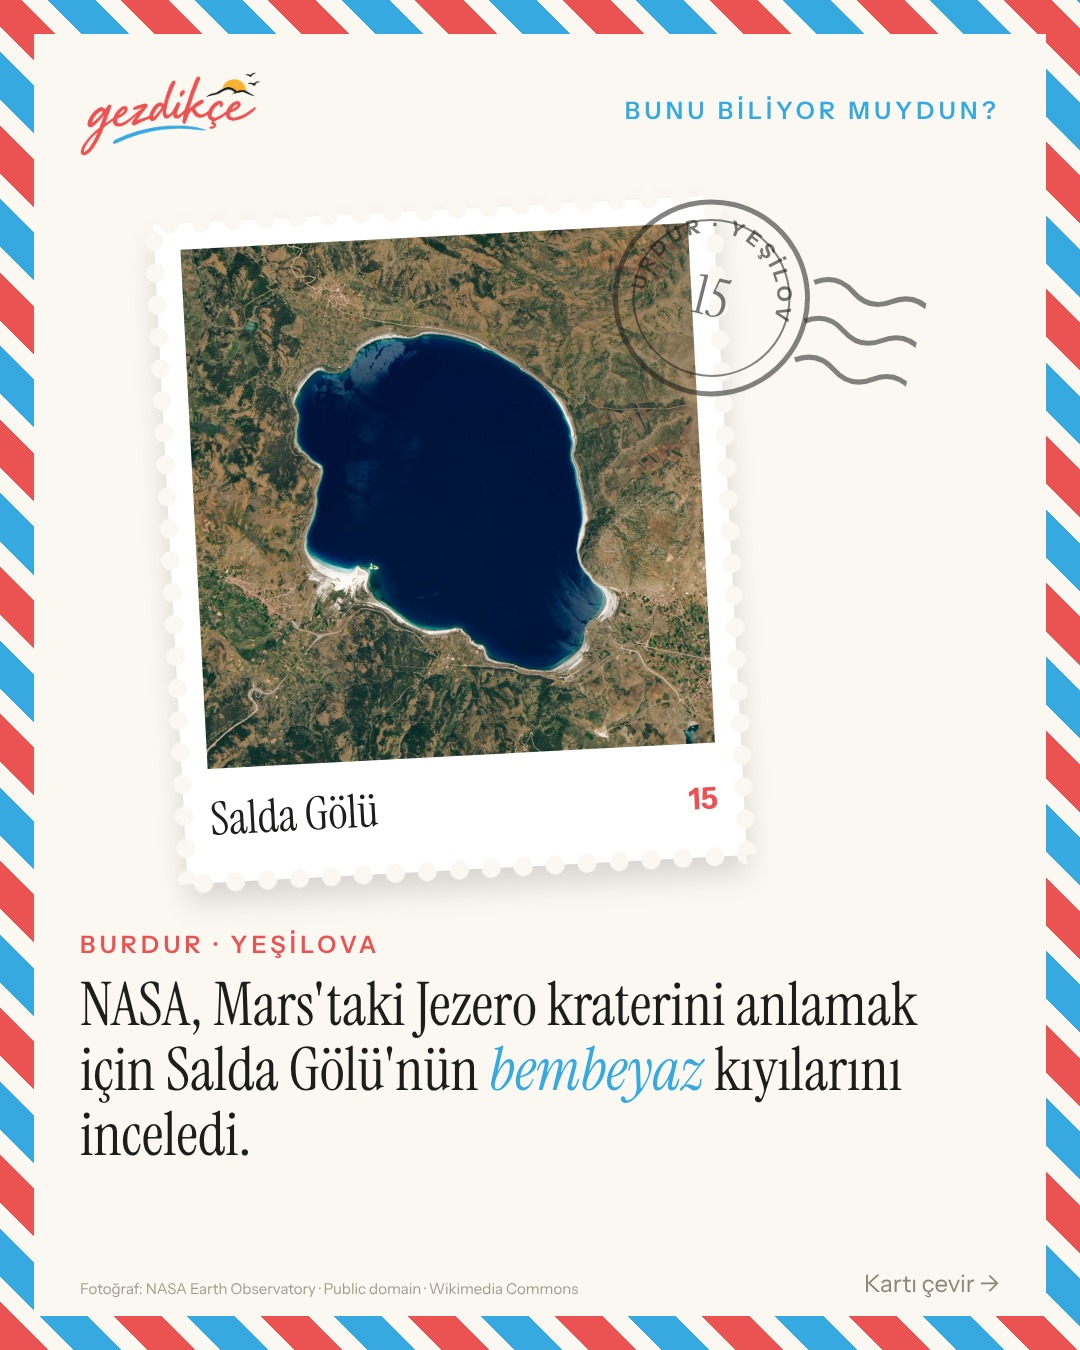 gezdikçe
BUNU BİLİYOR MUYDUN?
URDUR · YEŞİLOVA
15
Salda Gölü
15
BURDUR · YEŞİLOVA
NASA, Mars'taki Jezero kraterini anlamak
için Salda Gölü'nün bembeyaz kıyılarını
inceledi.
Fotoğraf: NASA Earth Observatory · Public domain · Wikimedia Commons
Kartı çevir →